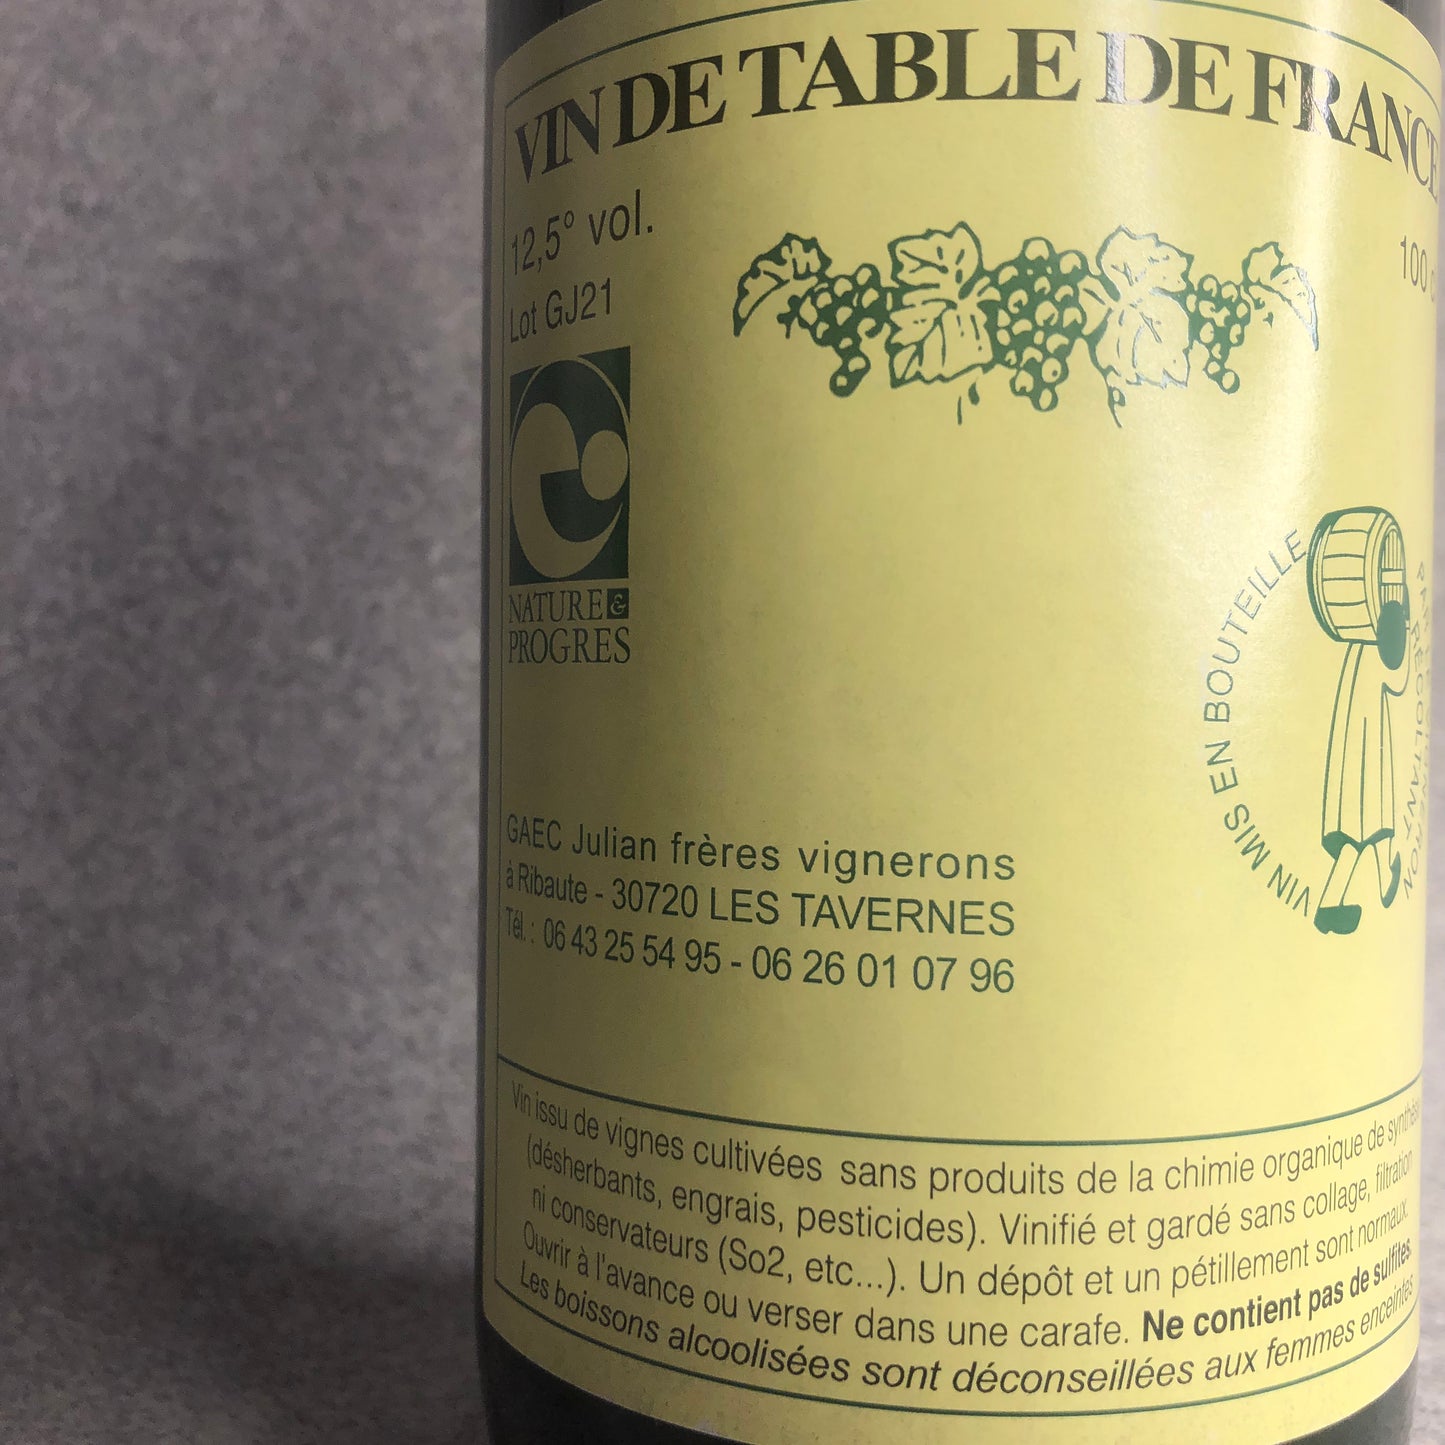 VIN DE TABLE DE FRANCE
12,5° vol.
100
Lot GJ21
NATURE &
PROGRES
VIN MIS EN BOUTEILLE
RÉCOLTANT
GAEC Julian frères vignerons
à Ribaute - 30720 LES TAVERNES
Tél. : 06 43 25 54 95 - 06 26 01 07 96
Vin issu de vignes cultivées sans produits de la chimie organique de synthèse
(désherbants, engrais, pesticides). Vinifié et gardé sans collage, filtration
ni conservateurs (So2, etc...). Un dépôt et un pétillement sont normaux.
Ouvrir à l'avance ou verser dans une carafe. Ne contient pas de sulfites.
Les boissons alcoolisées sont déconseillées aux femmes enceintes